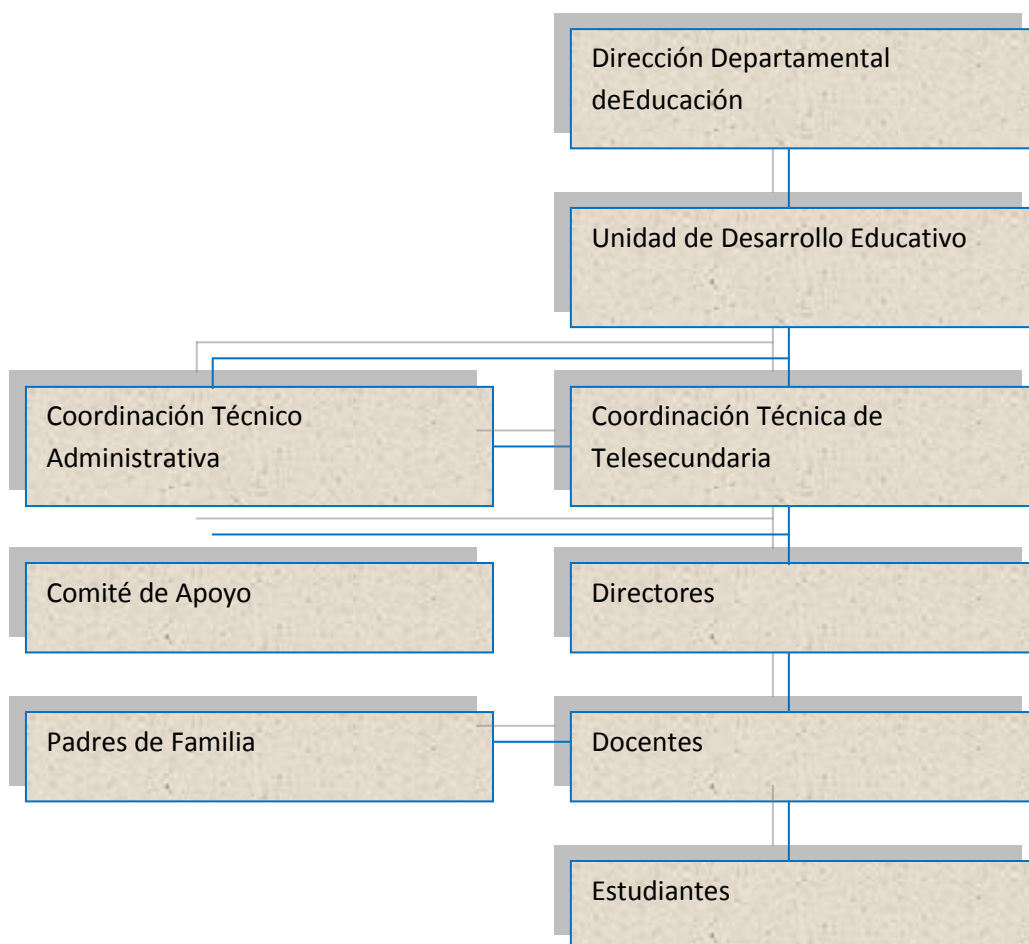 Dirección Departamental
deEducación
Unidad de Desarrollo Educativo
Coordinación Técnico
Administrativa
Coordinación Técnica de
Telesecundaria
Comité de Apoyo
Directores
Padres de Familia
Docentes
Estudiantes